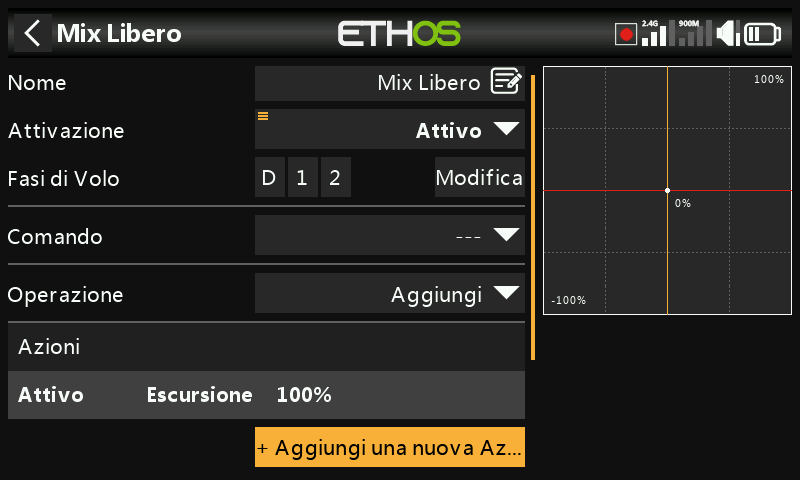 Mix Libero ETHOS 2.4G 900M
Nome Mix Libero
Attivazione Attivo
Fasi di Volo D 1 2 Modifica
Comando ---
Operazione Aggiungi
Azioni
Attivo Escursione 100%
+ Aggiungi una nuova Az...
100%
0%
-100%